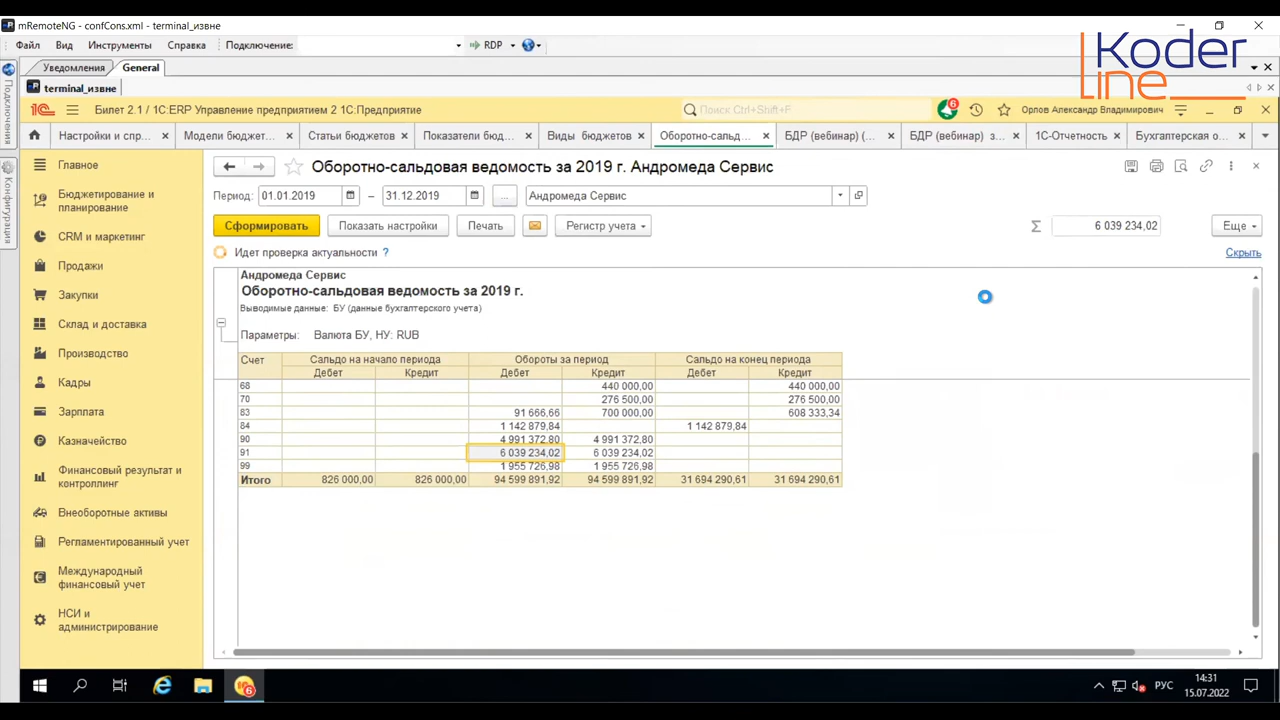 mRemoteNG - confCons.xml - terminal_извне
Файл Вид Инструменты Справка Подключение: RDP
Koder
line
Уведомления General
Подключения
terminal_извне
Билет 2.1 / 1С:ERP Управление предприятием 2 1С:Предприятие
Поиск Ctrl+Shift+F
6
Орлов Александр Владимирович
Настройки и спр... Модели бюджет... Статьи бюджетов Показатели бюд... Виды бюджетов Оборотно-сальд... БДР (вебинар) (... БДР (вебинар) з... 1С-Отчетность Бухгалтерская о...
Конфигурация
Главное
Бюджетирование и
планирование
CRM и маркетинг
Продажи
Закупки
Склад и доставка
Производство
Кадры
Зарплата
Казначейство
Финансовый результат и
контроллинг
Внеоборотные активы
Регламентированный учет
Международный
финансовый учет
НСИ и
администрирование
Оборотно-сальдовая ведомость за 2019 г. Андромеда Сервис
Период: 01.01.2019 – 31.12.2019 ... Андромеда Сервис
Сформировать Показать настройки Печать Регистр учета Σ 6 039 234,02 Еще
Идет проверка актуальности ? Скрыть
Андромеда Сервис
Оборотно-сальдовая ведомость за 2019 г.
Выводимые данные: БУ (данные бухгалтерского учета)
Параметры: Валюта БУ, НУ: RUB
Счет Сальдо на начало периода Обороты за период Сальдо на конец периода
Дебет Кредит Дебет Кредит Дебет Кредит
68 440 000,00 440 000,00
70 276 500,00 276 500,00
83 91 666,66 700 000,00 608 333,34
84 1 142 879,84 1 142 879,84
90 4 991 372,80 4 991 372,80
91 6 039 234,02 6 039 234,02
99 1 955 726,98 1 955 726,98
Итого 826 000,00 826 000,00 94 599 891,92 94 599 891,92 31 694 290,61 31 694 290,61
6
РУС
14:31
15.07.2022